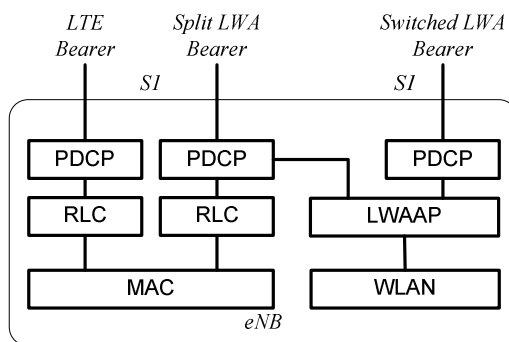 LTE Bearer
Split LWA Bearer
Switched LWA Bearer
S1
S1
PDCP
PDCP
PDCP
RLC
RLC
LWAAP
MAC
WLAN
eNB